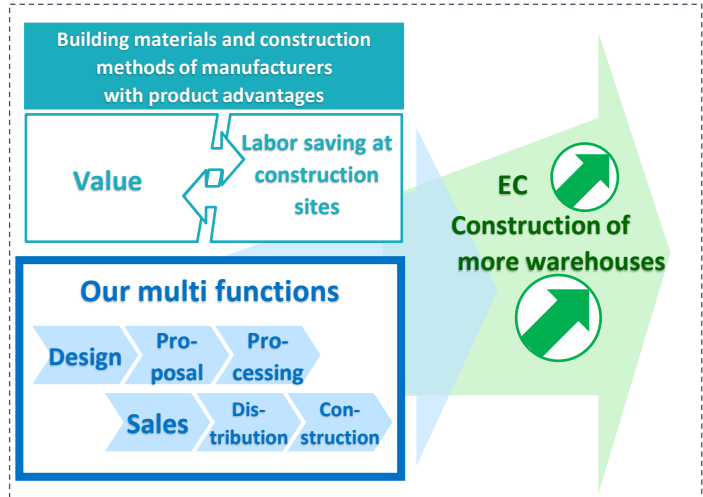 Building materials and construction
methods of manufacturers
with product advantages
Value
Labor saving at
construction
sites
EC
Construction of
more warehouses
Our multi functions
Design
Pro-
posal
Pro-
cessing
Sales
Dis-
tribution
Con-
struction